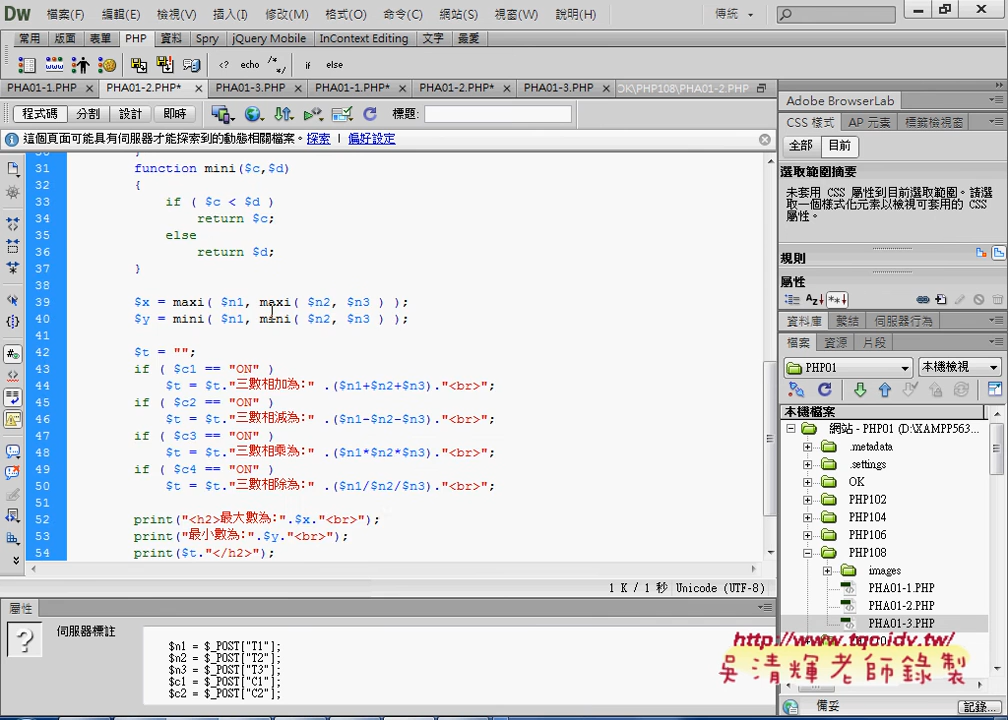 Dw 檔案(F) 編輯(E) 檢視(V) 插入(I) 修改(M) 格式(O) 命令(C) 網站(S) 視窗(W) 說明(H) 傳統
常用 版面 表單 PHP 資料 Spry jQuery Mobile InContext Editing 文字 最愛
<? echo /*/ if else
PHA01-1.PHP PHA01-2.PHP* PHA01-3.PHP PHA01-1.PHP* PHA01-2.PHP* PHA01-3.PHP OK\PHP108\PHA01-2.PHP
程式碼 分割 設計 即時 標題:
這個頁面可能具有伺服器才能探索到的動態相關檔案。 探索 | 偏好設定
31 function mini($c,$d)
32 {
33 if ( $c < $d )
34 return $c;
35 else
36 return $d;
37 }
38
39 $x = maxi( $n1, maxi( $n2, $n3 ) );
40 $y = mini( $n1, mini( $n2, $n3 ) );
41
42 $t = "";
43 if ( $c1 == "ON" )
44 $t = $t."三數相加為:" .($n1+$n2+$n3)."<br>";
45 if ( $c2 == "ON" )
46 $t = $t."三數相減為:" .($n1-$n2-$n3)."<br>";
47 if ( $c3 == "ON" )
48 $t = $t."三數相乘為:" .($n1*$n2*$n3)."<br>";
49 if ( $c4 == "ON" )
50 $t = $t."三數相除為:" .($n1/$n2/$n3)."<br>";
51
52 print("<h2>最大數為:".$x."<br>");
53 print("最小數為:".$y."<br>");
54 print($t."</h2>");
1 K / 1 秒 Unicode (UTF-8)
屬性
伺服器標註
$n1 = $_POST["T1"];
$n2 = $_POST["T2"];
$n3 = $_POST["T3"];
$c1 = $_POST["C1"];
$c2 = $_POST["C2"];
Adobe BrowserLab
CSS 樣式 AP 元素 標籤檢視窗
全部 目前
選取範圍摘要
未套用 CSS 屬性到目前選取範圍。請選
取一個樣式化元素以檢視可套用的 CSS
屬性。
規則
屬性
資料庫 繫結 伺服器行為
檔案 資源 片段
PHP01 本機檢視
本機檔案
網站 - PHP01 (D:\XAMPP563...
.metadata
.settings
OK
PHP102
PHP104
PHP106
PHP108
images
PHA01-1.PHP
PHA01-2.PHP
PHA01-3.PHP
http://www.tqc.idv.tw/
吳清輝老師錄製
備妥 記錄...